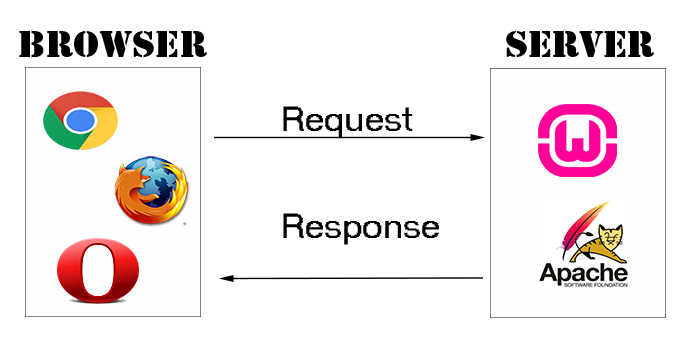 BROWSER
SERVER
Request
Response
W
Apache
SOFTWARE FOUNDATION